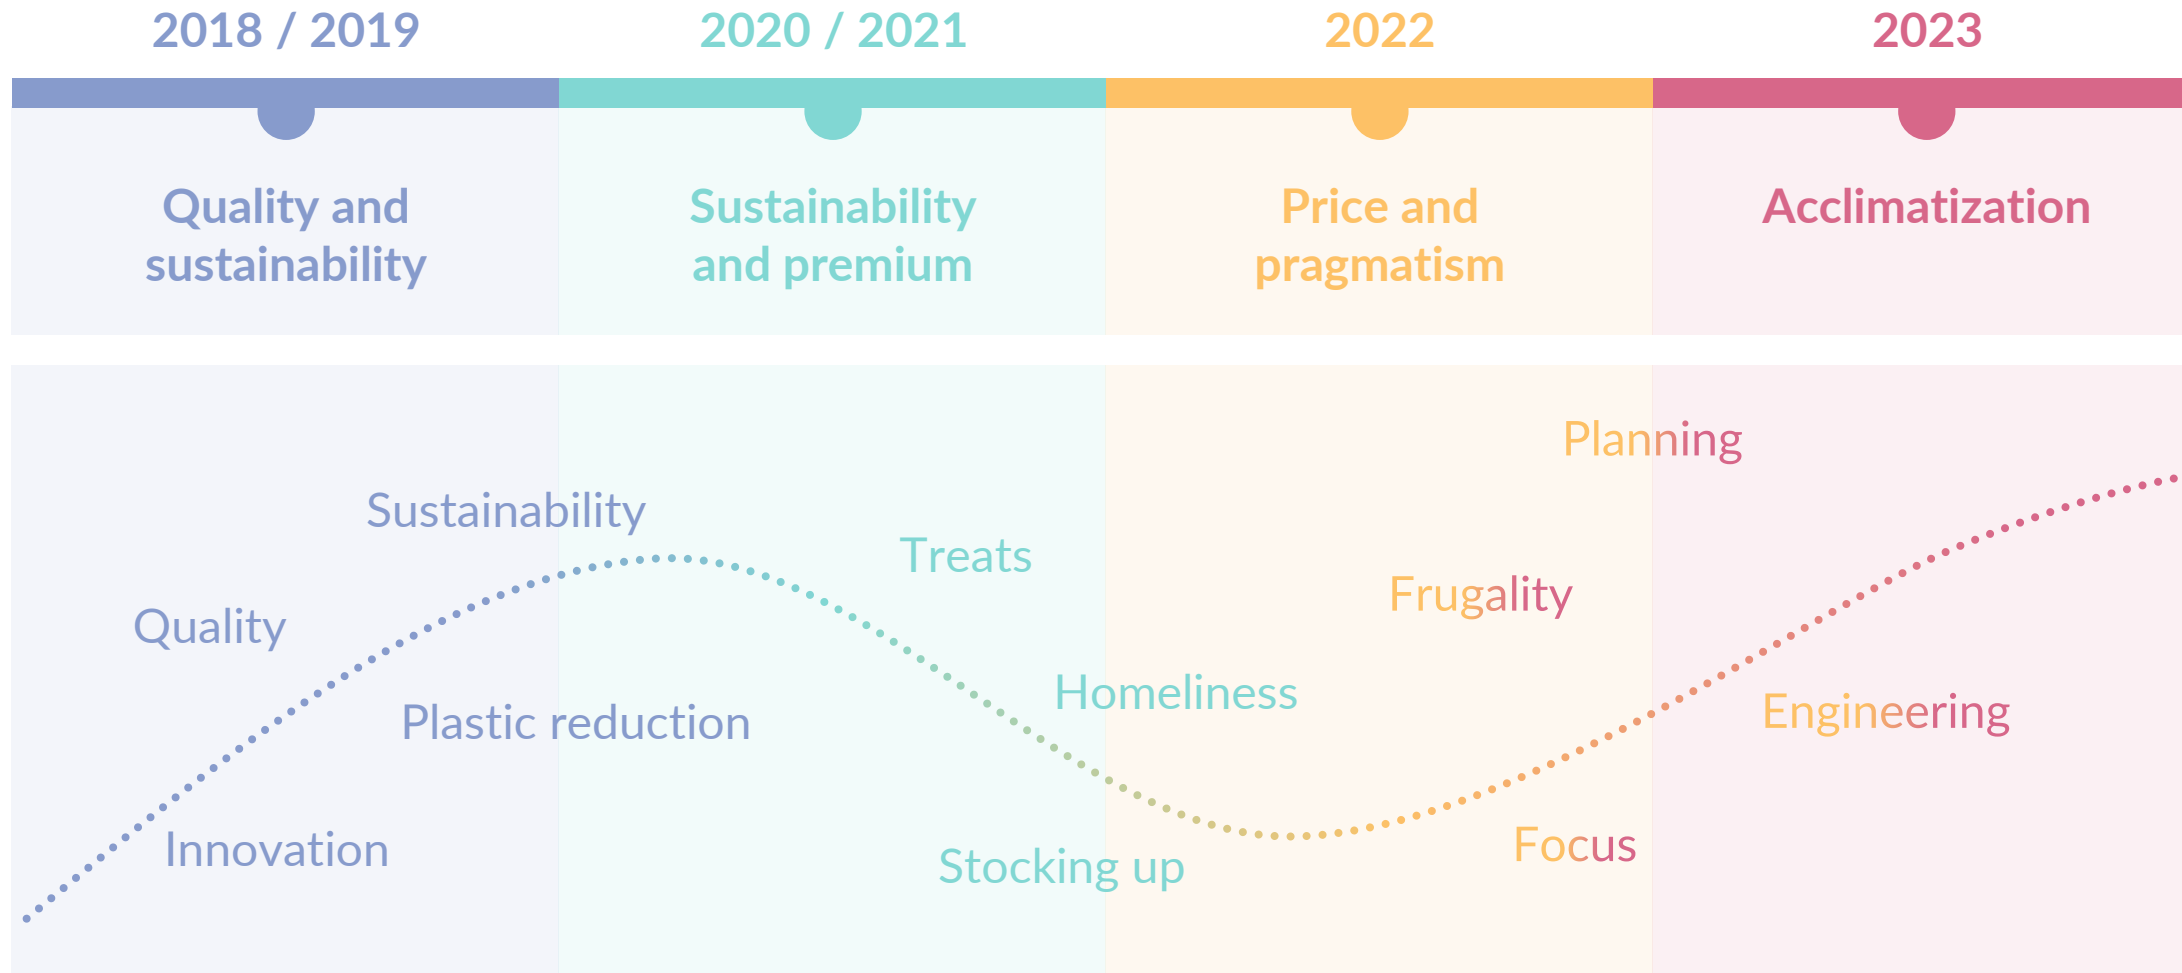 2018 / 2019
2020 / 2021
2022
2023
Quality and
sustainability
Sustainability
and premium
Price and
pragmatism
Acclimatization
Planning
Sustainability
Treats
Frugality
Quality
Homeliness
Plastic reduction
Engineering
Innovation
Stocking up
Focus